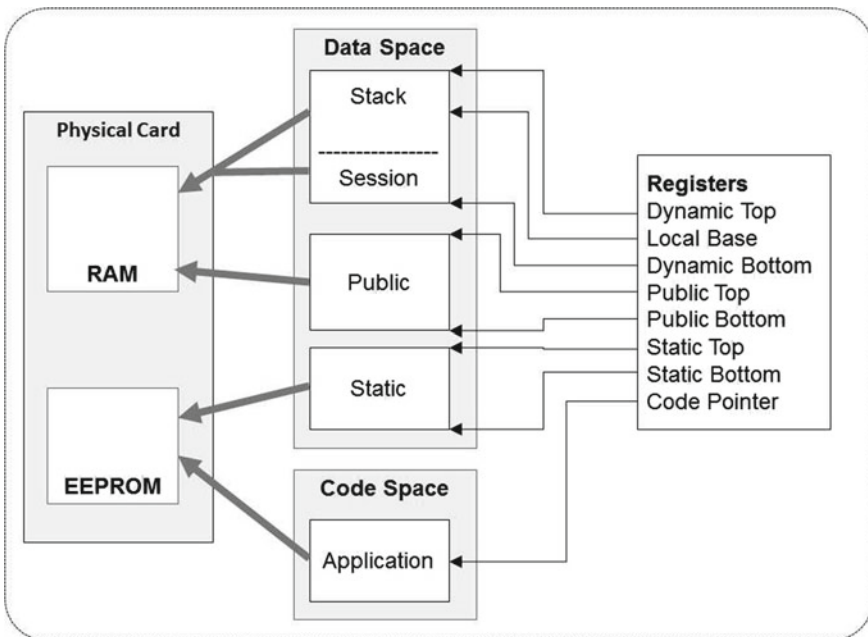 Data Space
Stack
Session
Public
Static
Physical Card
RAM
EEPROM
Code Space
Application
Registers
Dynamic Top
Local Base
Dynamic Bottom
Public Top
Public Bottom
Static Top
Static Bottom
Code Pointer